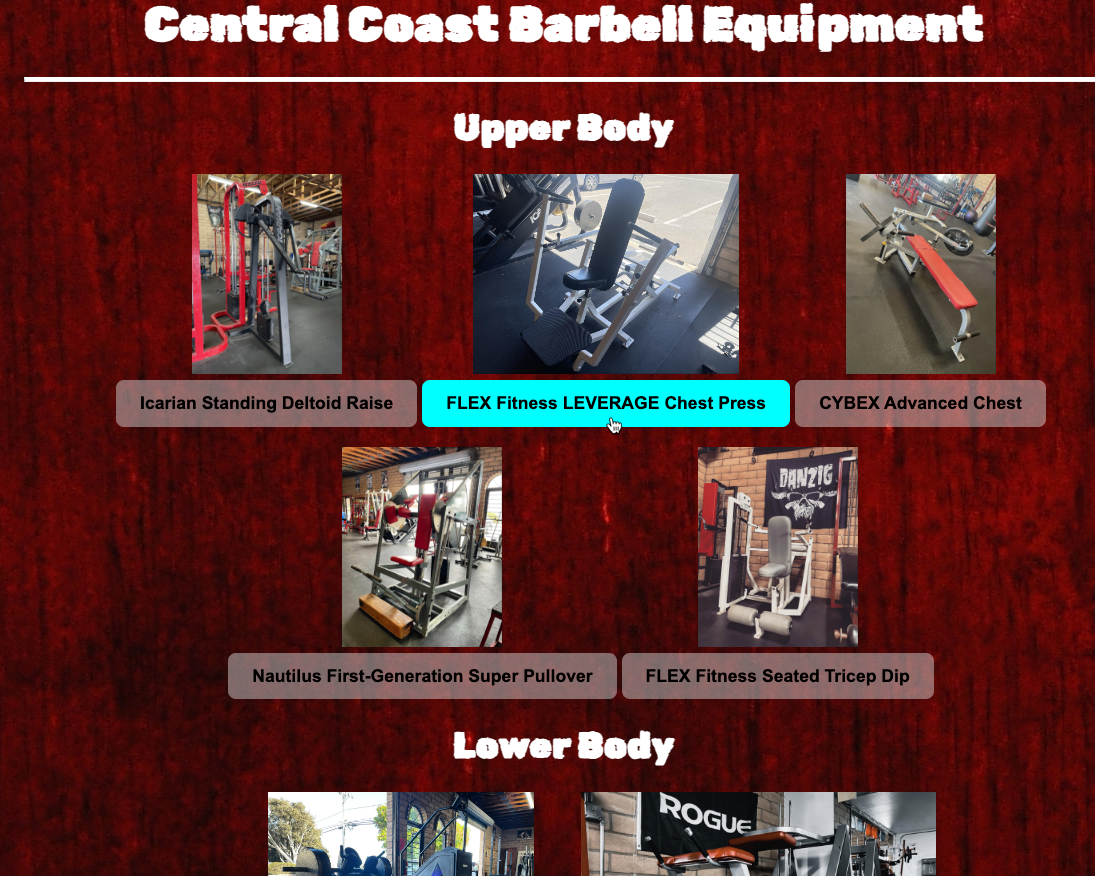 Central Coast Barbell Equipment
Upper Body
Icarian Standing Deltoid Raise
FLEX Fitness LEVERAGE Chest Press
CYBEX Advanced Chest
DANZIG
Nautilus First-Generation Super Pullover
FLEX Fitness Seated Tricep Dip
Lower Body
ROGUE